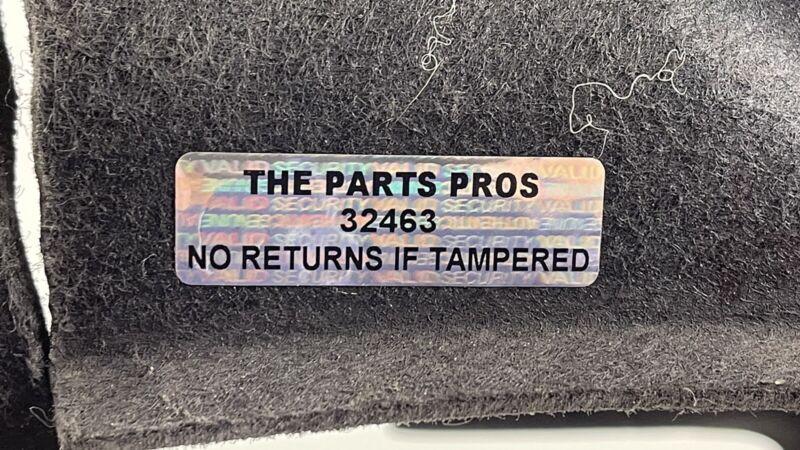 THE PARTS PROS
32463
NO RETURNS IF TAMPERED